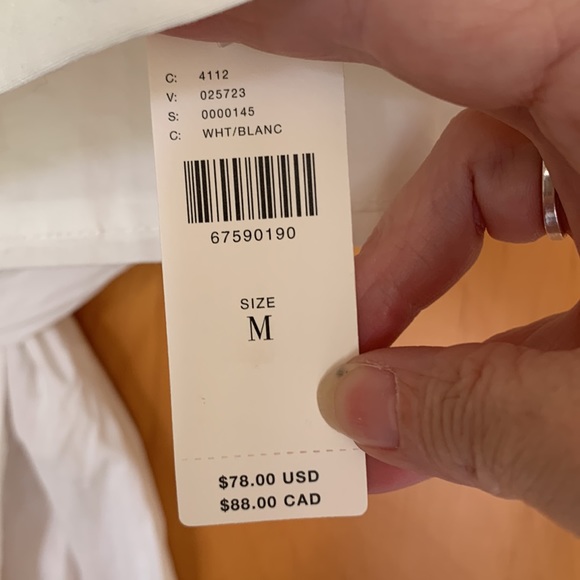 C: 4112
V: 025723
S: 0000145
C: WHT/BLANC
67590190
SIZE
M
$78.00 USD
$88.00 CAD